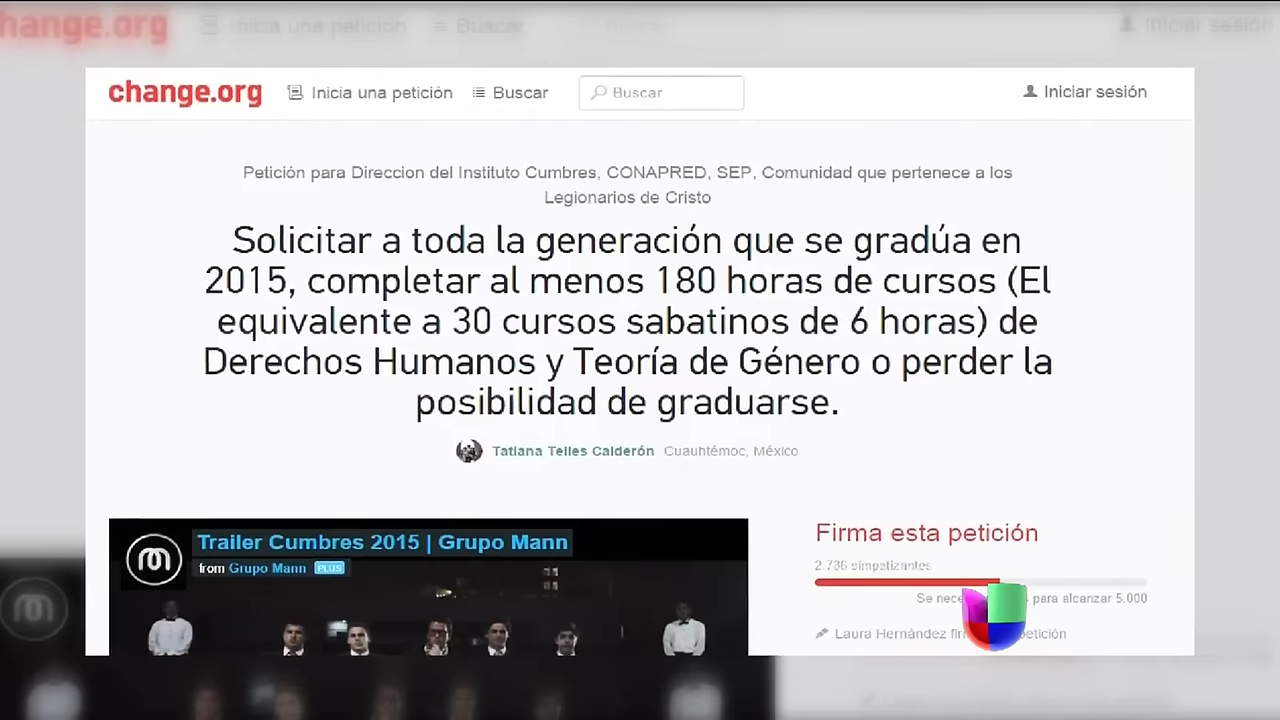 change.org Inicia una petición Buscar Buscar Iniciar sesión
Petición para Direccion del Instituto Cumbres, CONAPRED, SEP, Comunidad que pertenece a los
Legionarios de Cristo
Solicitar a toda la generación que se gradúa en
2015, completar al menos 180 horas de cursos (El
equivalente a 30 cursos sabatinos de 6 horas) de
Derechos Humanos y Teoría de Género o perder la
posibilidad de graduarse.
Tatiana Telles Calderón Cuauhtémoc, México
Trailer Cumbres 2015 | Grupo Mann
from Grupo Mann PLUS
Firma esta petición
2.736 simpatizantes
Se para alcanzar 5.000
Laura Hernández petición